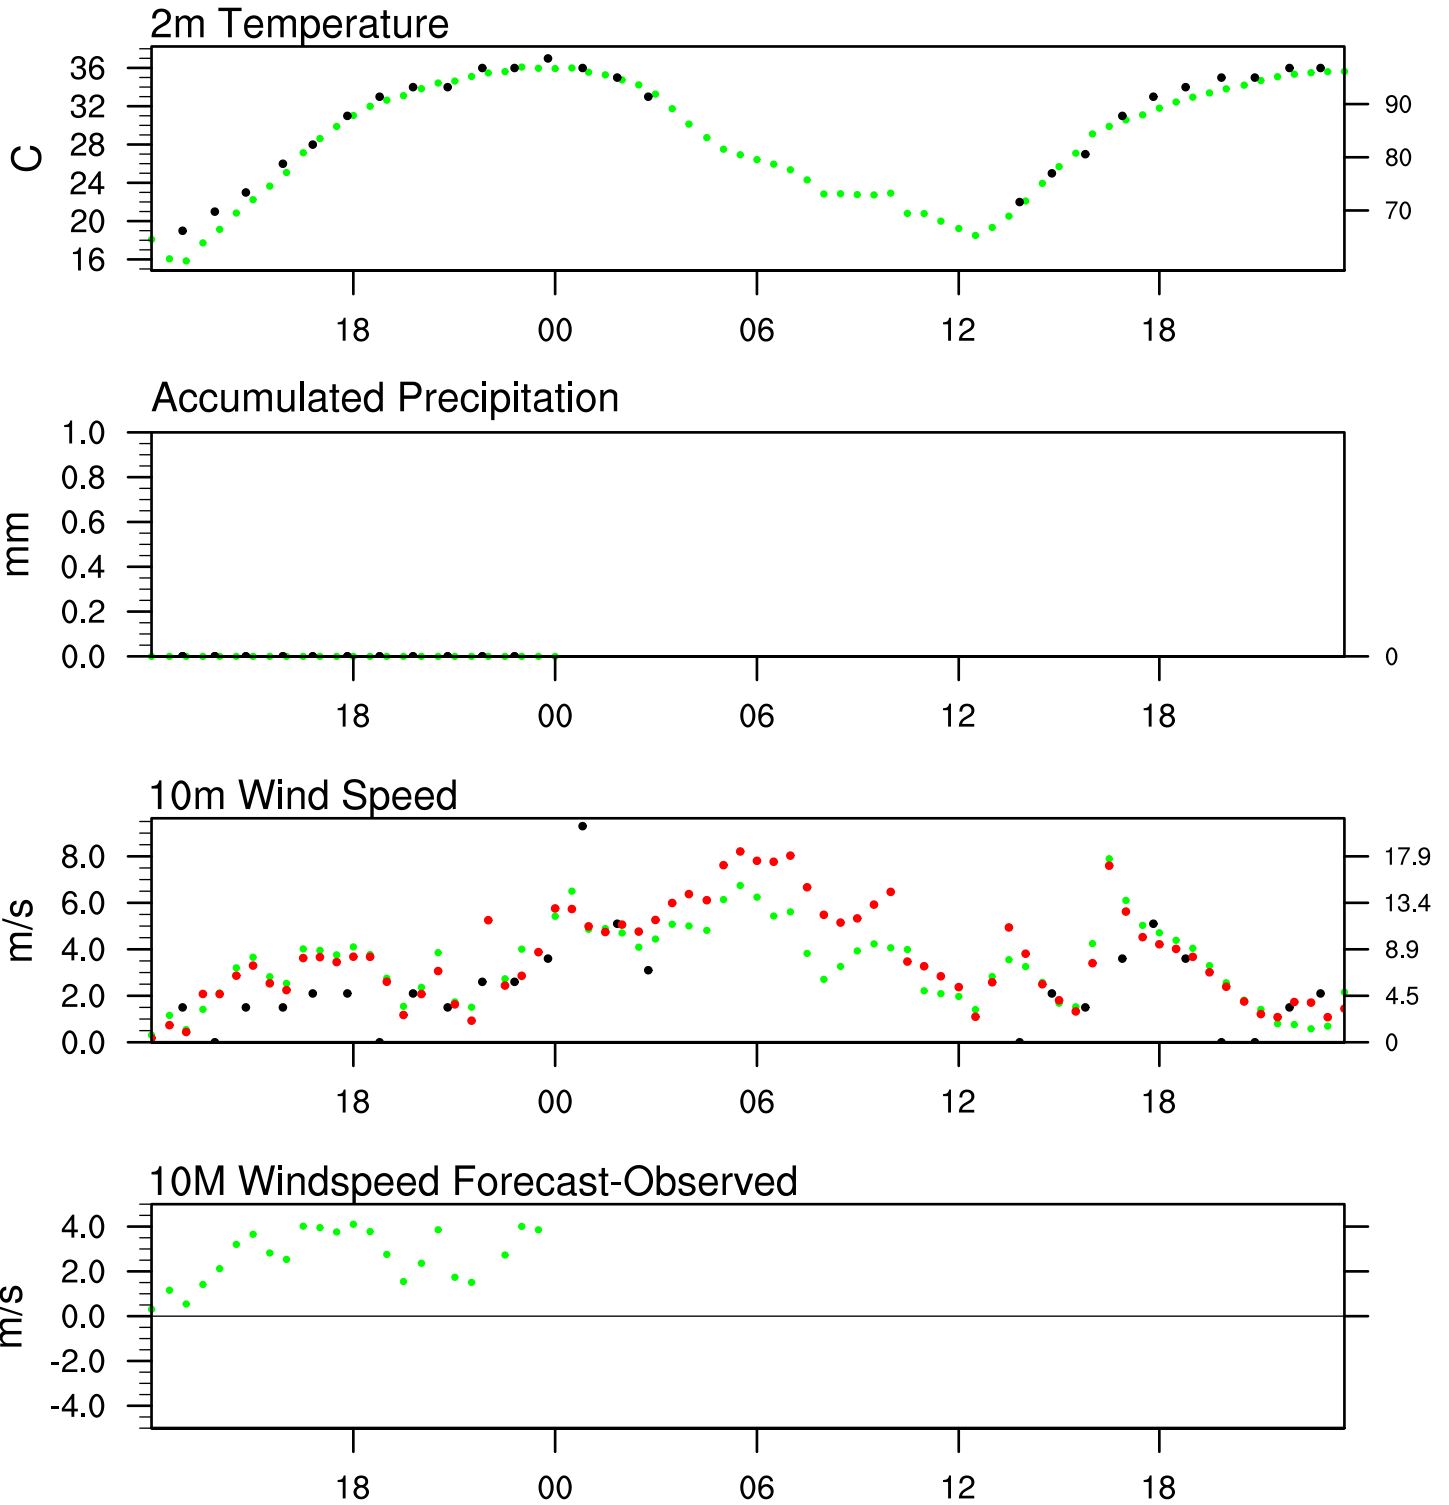 2m Temperature
36
32
28
24
20
16
C
90
80
70
18 00 06 12 18
Accumulated Precipitation
1.0
0.8
0.6
0.4
0.2
0.0
mm
0
18 00 06 12 18
10m Wind Speed
8.0
6.0
4.0
2.0
0.0
m/s
17.9
13.4
8.9
4.5
0
18 00 06 12 18
10M Windspeed Forecast-Observed
4.0
2.0
0.0
-2.0
-4.0
m/s
18 00 06 12 18